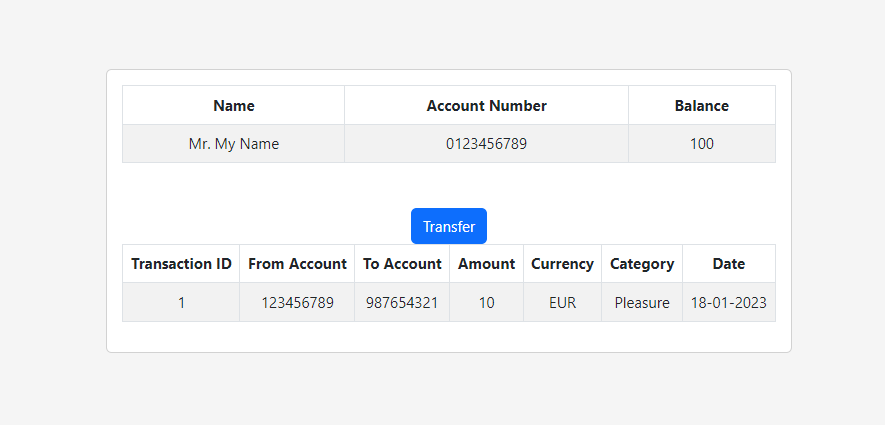 Name Account Number Balance
Mr. My Name 0123456789 100
Transfer
Transaction ID From Account To Account Amount Currency Category Date
1 123456789 987654321 10 EUR Pleasure 18-01-2023